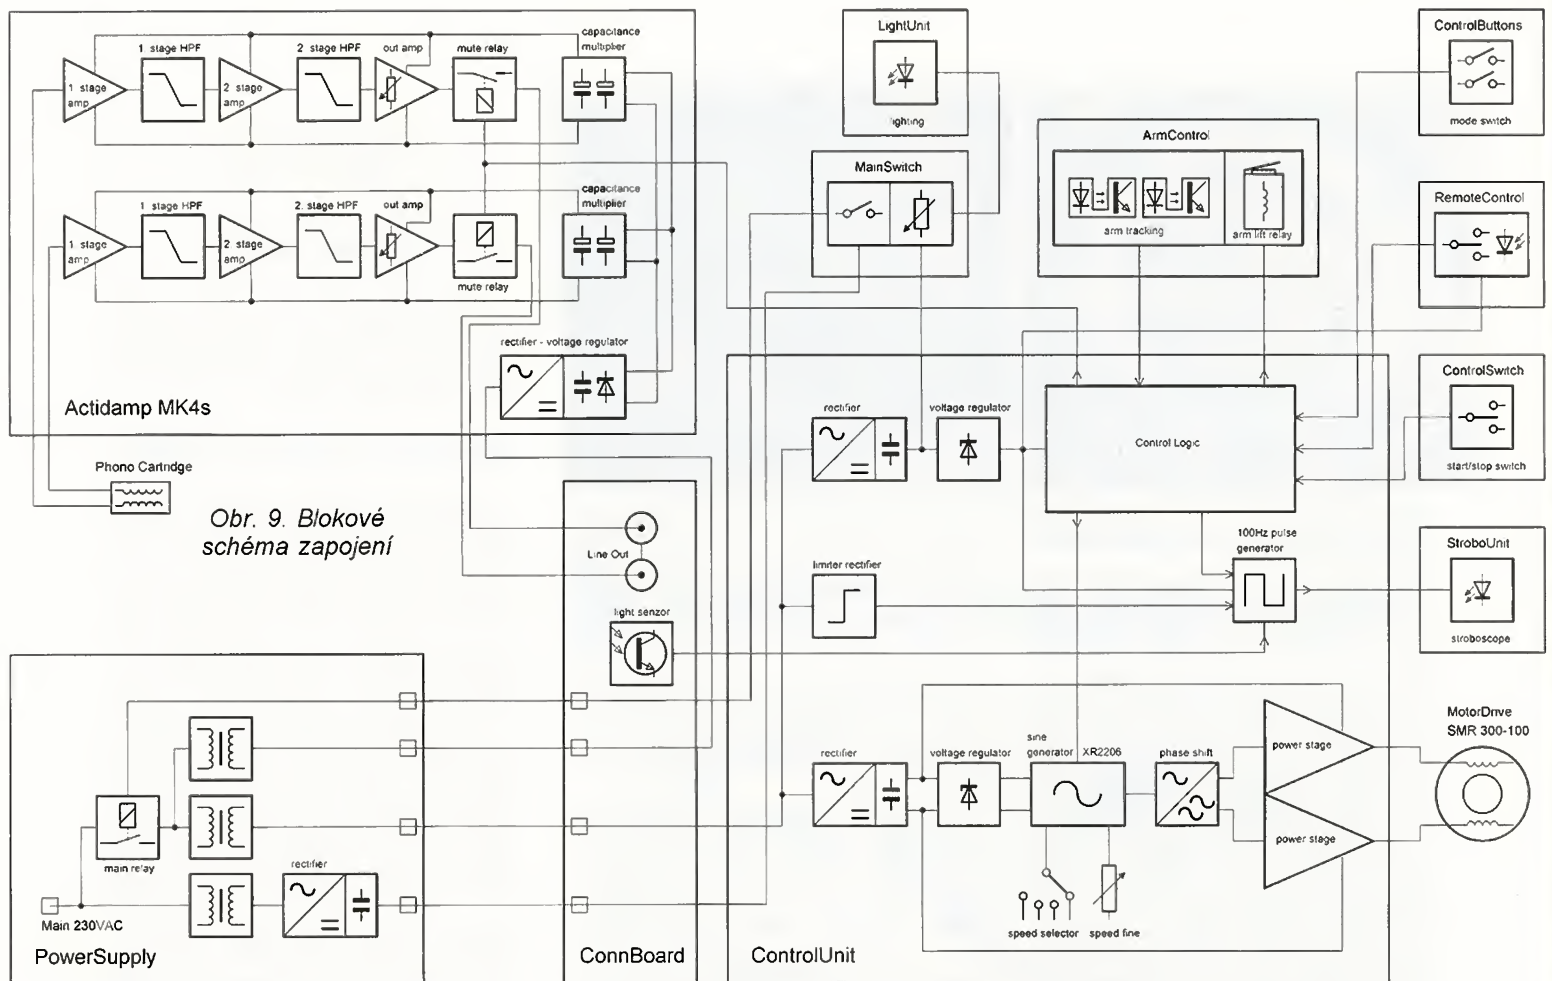 1 stage HPF
2 stage HPF
out amp
mute relay
capacitance
multiplier
1 stage
amp
2 stage
amp
1 stage HPF
2. stage HPF
out amp
capacitance
multiplier
1 stage
amp
2. stage
amp
mute relay
rectifier - voltage regulator
Actidamp MK4s
Phono Cartridge
Obr. 9. Blokové
schéma zapojení
LightUnit
lighting
MainSwitch
ArmControl
arm tracking
arm lift relay
ControlButtons
mode switch
RemoteControl
ControlSwitch
start/stop switch
rectifier
voltage regulator
Control Logic
100Hz pulse
generator
StroboUnit
stroboscope
limiter rectifier
Line Out
light senzor
main relay
rectifier
Main 230VAC
PowerSupply
ConnBoard
rectifier
voltage regulator
sine
generator XR2206
phase shift
power stage
power stage
MotorDrive
SMR 300-100
speed selector
speed fine
ControlUnit